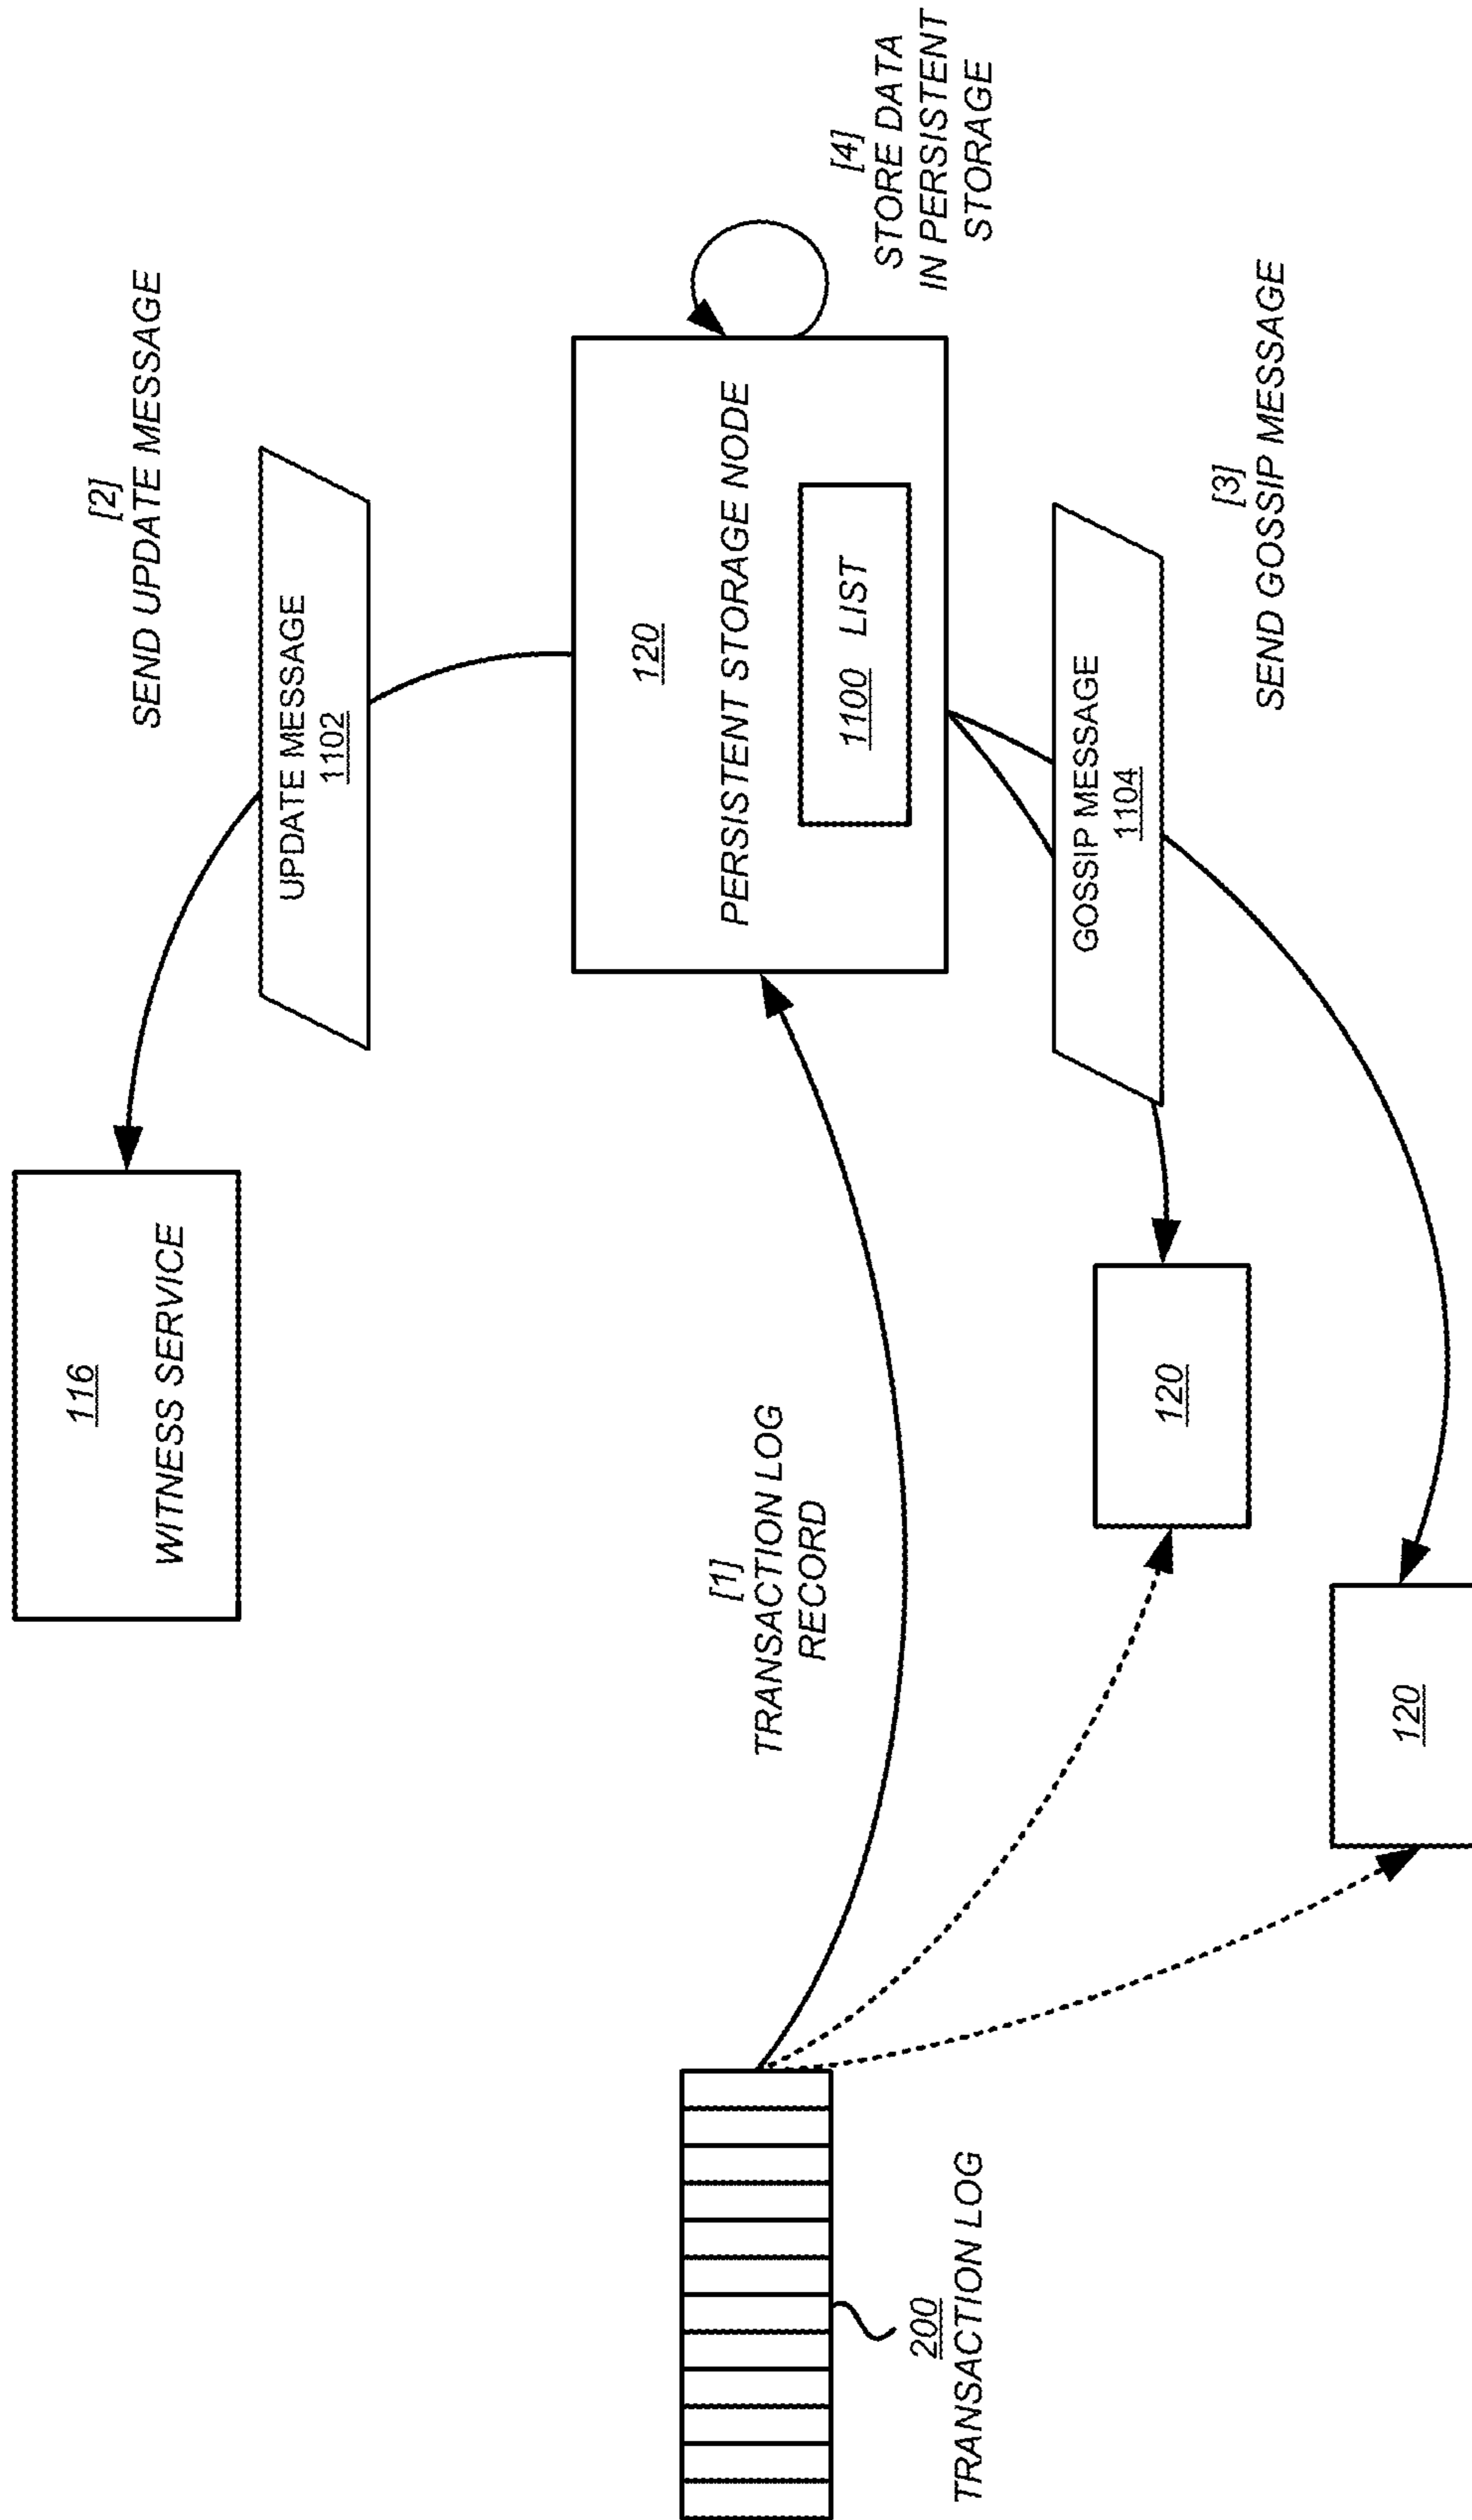 116
WITNESS SERVICE
[2]
SEND UPDATE MESSAGE
UPDATE MESSAGE
1102
[1]
TRANSACTION LOG
RECORD
120
PERSISTENT STORAGE NODE
1100 LIST
[4]
STORE DATA
IN PERSISTENT
STORAGE
200
TRANSACTION LOG
GOSSIP MESSAGE
1104
[3]
SEND GOSSIP MESSAGE
120
120